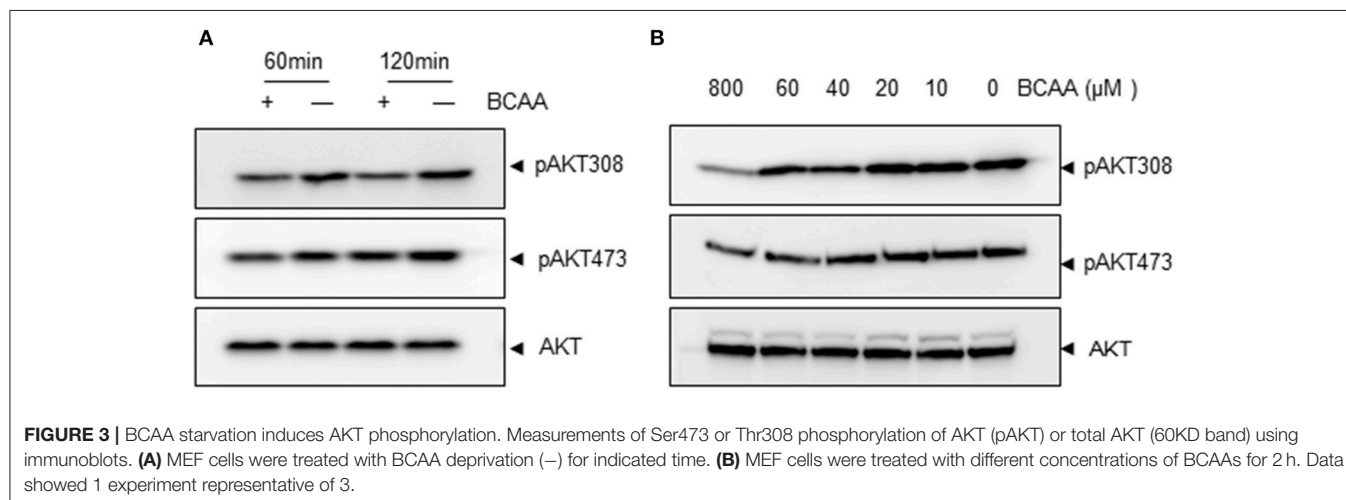 A
60min 120min
+ — + — BCAA
pAKT308
pAKT473
AKT
B
800 60 40 20 10 0 BCAA (µM )
pAKT308
pAKT473
AKT
FIGURE 3 | BCAA starvation induces AKT phosphorylation. Measurements of Ser473 or Thr308 phosphorylation of AKT (pAKT) or total AKT (60KD band) using
immunoblots. (A) MEF cells were treated with BCAA deprivation (−) for indicated time. (B) MEF cells were treated with different concentrations of BCAAs for 2 h. Data
showed 1 experiment representative of 3.